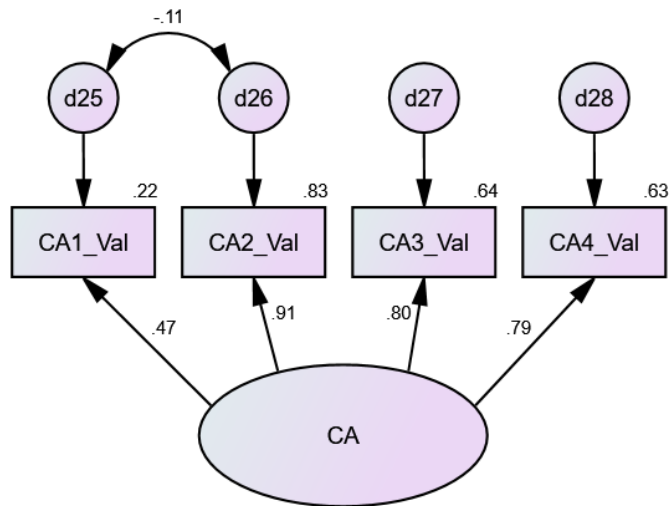 -.11
d25 d26 d27 d28
.22 .83 .64 .63
CA1_Val CA2_Val CA3_Val CA4_Val
.47 .91 .80 .79
CA